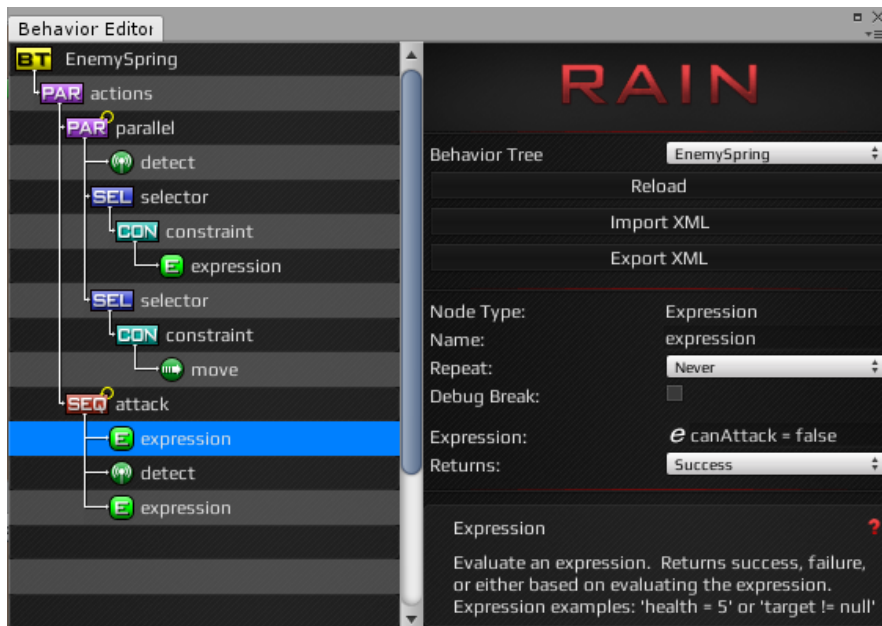 Behavior Editor
BT EnemySpring
PAR actions
PAR parallel
detect
SEL selector
CON constraint
E expression
SEL selector
CON constraint
move
SEQ attack
E expression
detect
E expression
RAIN
Behavior Tree EnemySpring
Reload
Import XML
Export XML
Node Type: Expression
Name: expression
Repeat: Never
Debug Break:
Expression: e canAttack = false
Returns: Success
Expression ?
Evaluate an expression. Returns success, failure,
or either based on evaluating the expression.
Expression examples: 'health = 5' or 'target != null'